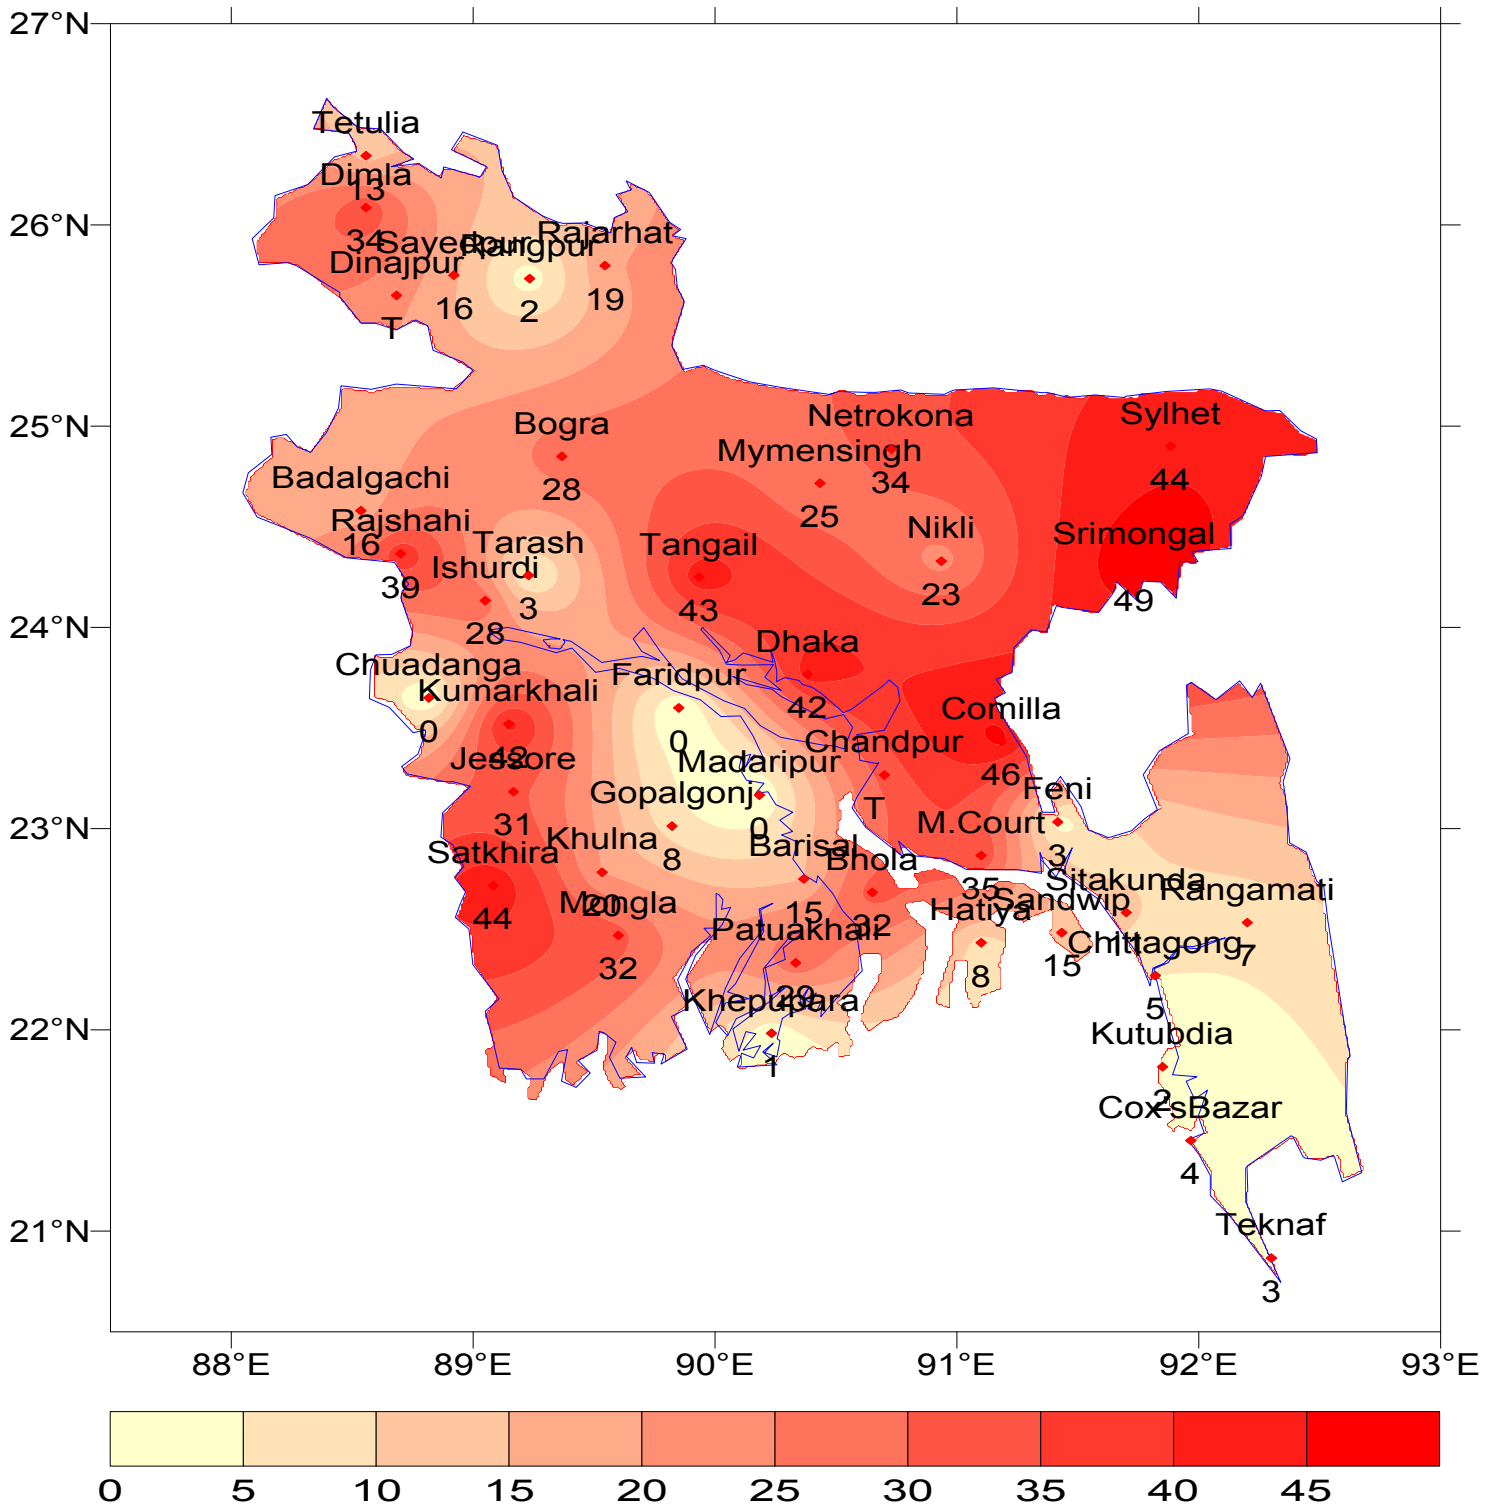 27°N
26°N
25°N
24°N
23°N
22°N
21°N
Tetulia
13
Dimla
34
Sayedpur
16
Rangpur
2
Rajarhat
19
Dinajpur
T
Bogra
28
Netrokona
34
Mymensingh
25
Sylhet
44
Badalgachi
16
Rajshahi
39
Tarash
3
Ishurdi
28
Tangail
43
Nikli
23
Srimongal
49
Dhaka
42
Chuadanga
0
Kumarkhali
42
Faridpur
0
Comilla
46
Jessore
31
Madaripur
0
Chandpur
T
Gopalgonj
8
Feni
3
M.Court
35
Khulna
20
Barisal
15
Bhola
32
Satkhira
44
Mongla
32
Sitakunda
11
Rangamati
7
Sandwip
15
Hatiya
8
Patuakhali
29
Chittagong
5
Khepupara
1
Kutubdia
2
Cox'sBazar
4
Teknaf
3
88°E 89°E 90°E 91°E 92°E 93°E
0 5 10 15 20 25 30 35 40 45